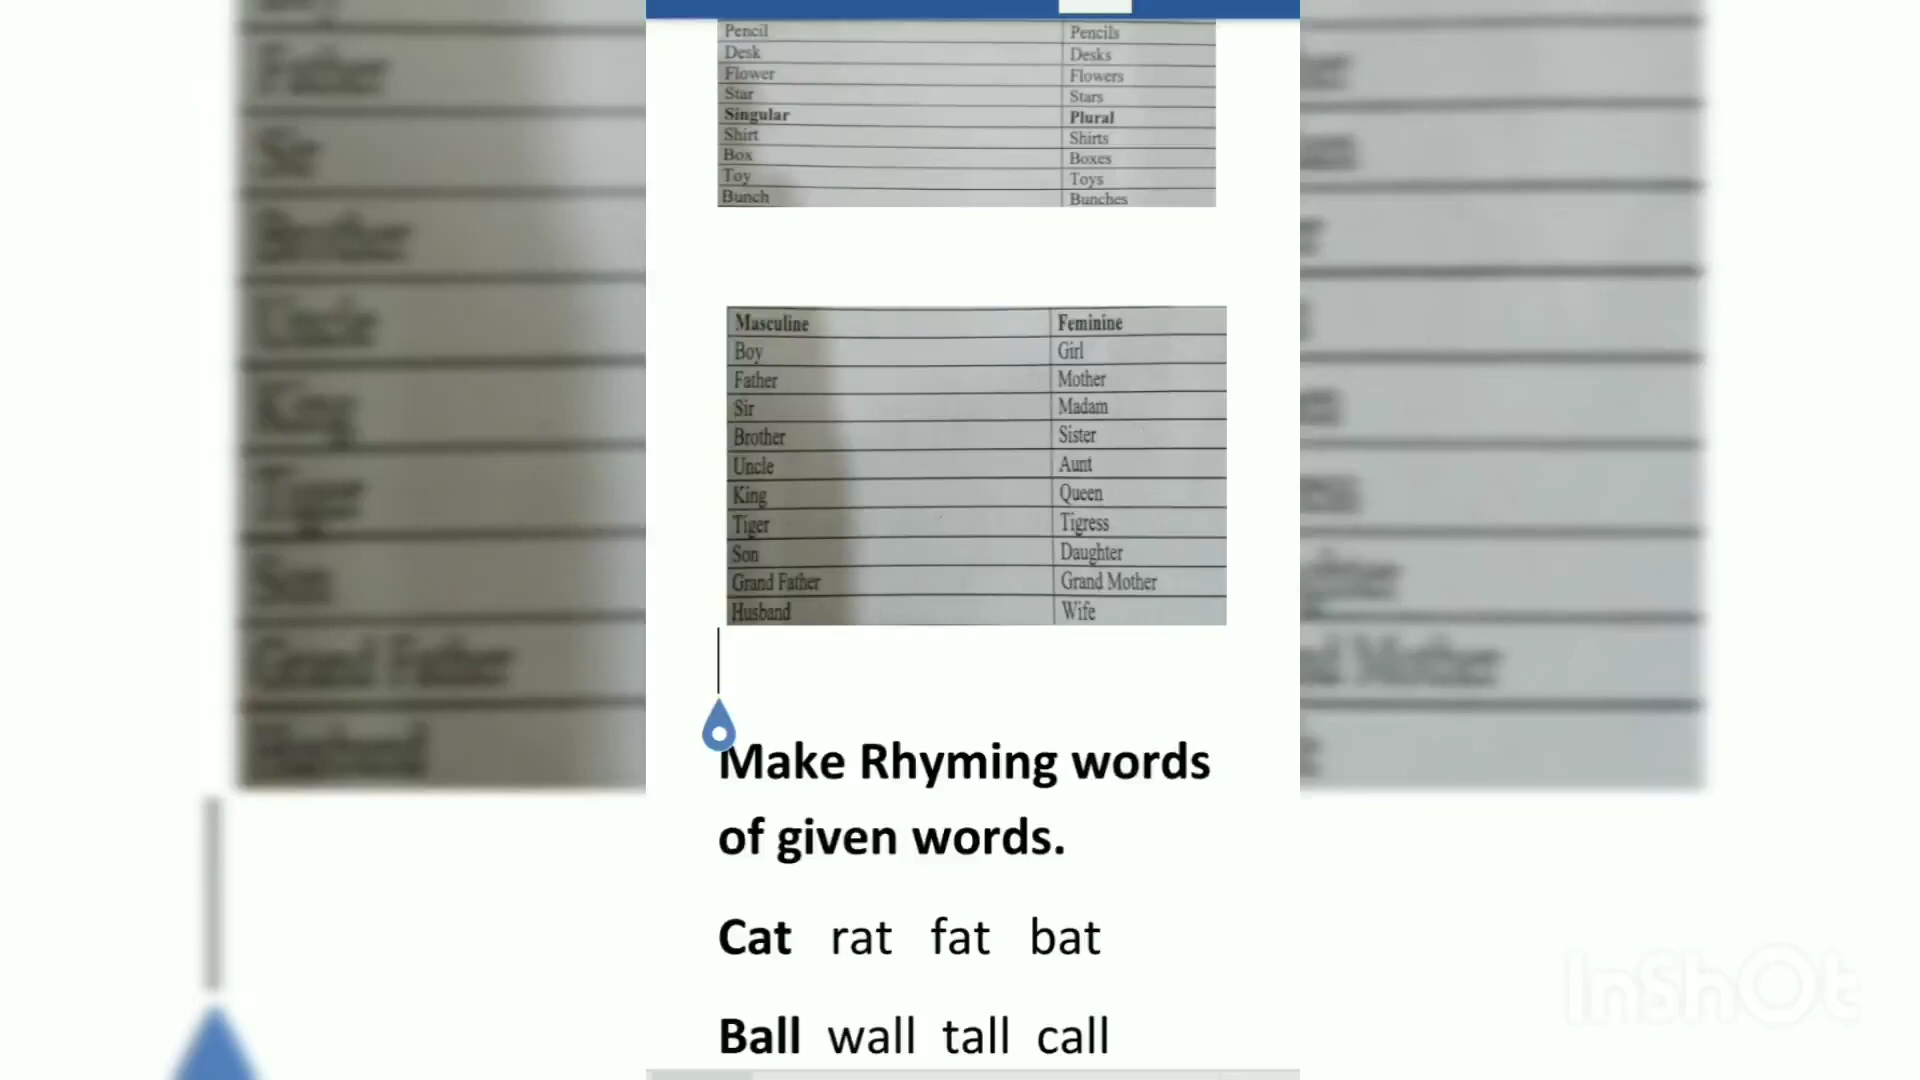 Pencil Pencils
Desk Desks
Flower Flowers
Star Stars
Singular Plural
Shirt Shirts
Box Boxes
Toy Toys
Bunch Bunches
Masculine Feminine
Boy Girl
Father Mother
Sir Madam
Brother Sister
Uncle Aunt
King Queen
Tiger Tigress
Son Daughter
Grand Father Grand Mother
Husband Wife
Make Rhyming words
of given words.
Cat rat fat bat
Ball wall tall call
InShOt